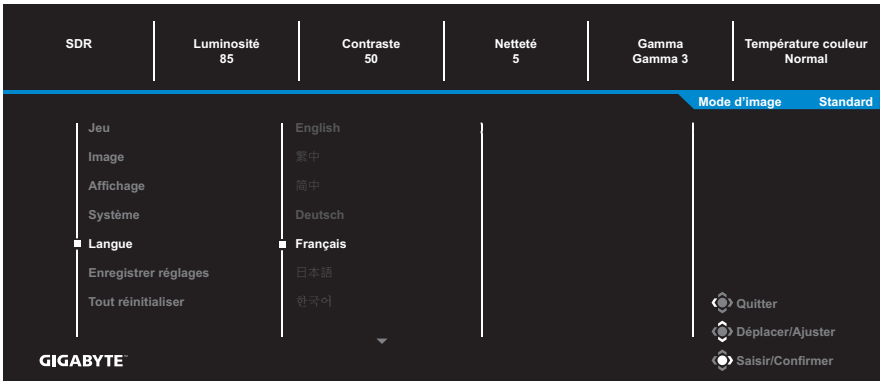 SDR
Luminosité
85
Contraste
50
Netteté
5
Gamma
Gamma 3
Température couleur
Normal
Mode d'image Standard
Jeu
Image
Affichage
Système
Langue
Enregistrer réglages
Tout réinitialiser
English
繁中
簡中
Deutsch
Français
日本語
한국어
Quitter
Déplacer/Ajuster
Saisir/Confirmer
GIGABYTE™